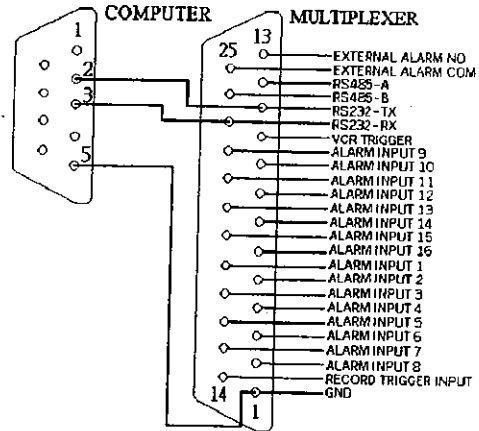 COMPUTER
MULTIPLEXER
1
2
3
5
25
13
EXTERNAL ALARM NO
EXTERNAL ALARM COM
RS485-A
RS485-B
RS232-TX
RS232-RX
VCR TRIGGER
ALARM INPUT 9
ALARM INPUT 10
ALARM INPUT 11
ALARM INPUT 12
ALARM INPUT 13
ALARM INPUT 14
ALARM INPUT 15
ALARM INPUT 16
ALARM INPUT 1
ALARM INPUT 2
ALARM INPUT 3
ALARM INPUT 4
ALARM INPUT 5
ALARM INPUT 6
ALARM INPUT 7
ALARM INPUT 8
RECORD TRIGGER INPUT
GND
14
1